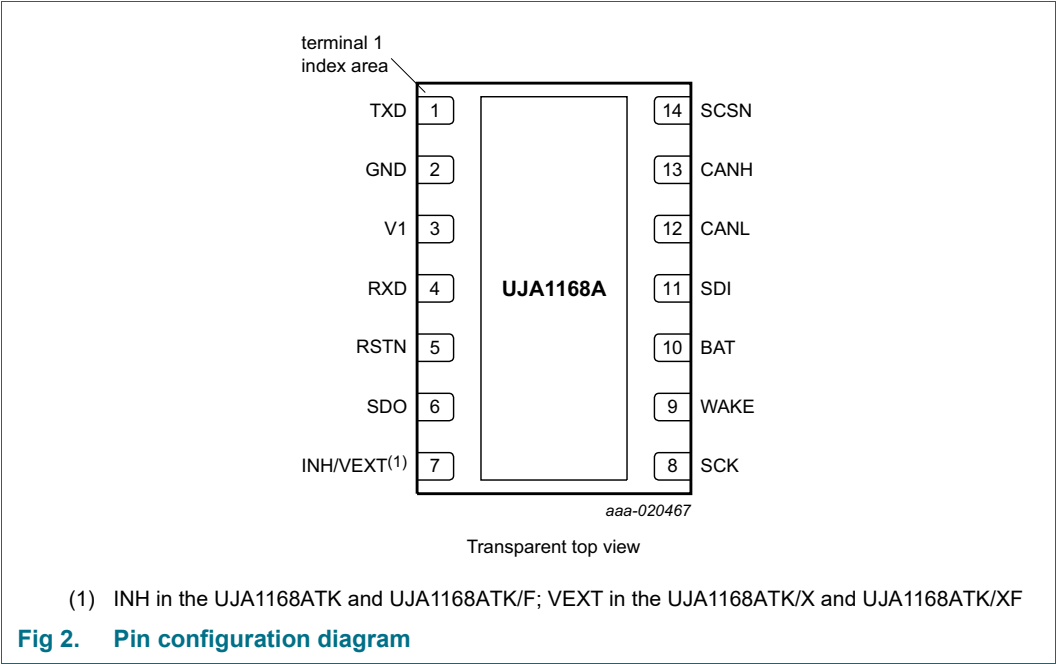 terminal 1
index area
TXD 1 14 SCSN
GND 2 13 CANH
V1 3 12 CANL
RXD 4 UJA1168A 11 SDI
RSTN 5 10 BAT
SDO 6 9 WAKE
INH/VEXT(1) 7 8 SCK
aaa-020467
Transparent top view
(1) INH in the UJA1168ATK and UJA1168ATK/F; VEXT in the UJA1168ATK/X and UJA1168ATK/XF
Fig 2. Pin configuration diagram